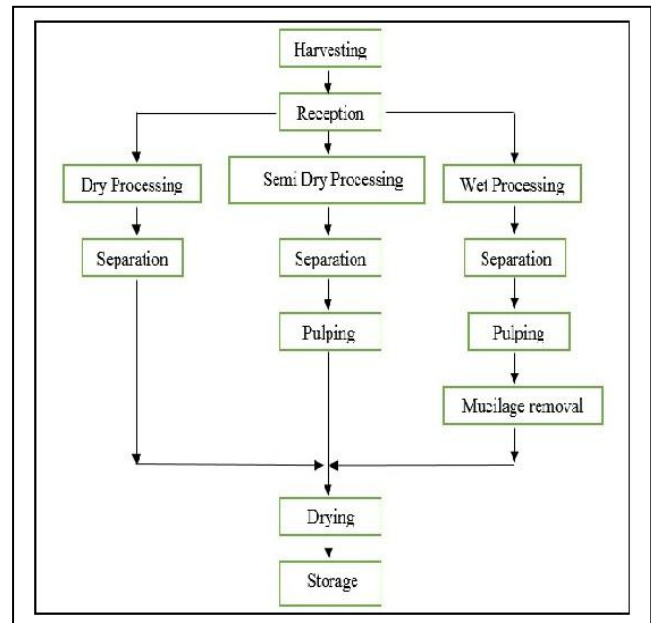 Harvesting
Reception
Dry Processing
Semi Dry Processing
Wet Processing
Separation
Separation
Separation
Pulping
Pulping
Mucilage removal
Drying
Storage